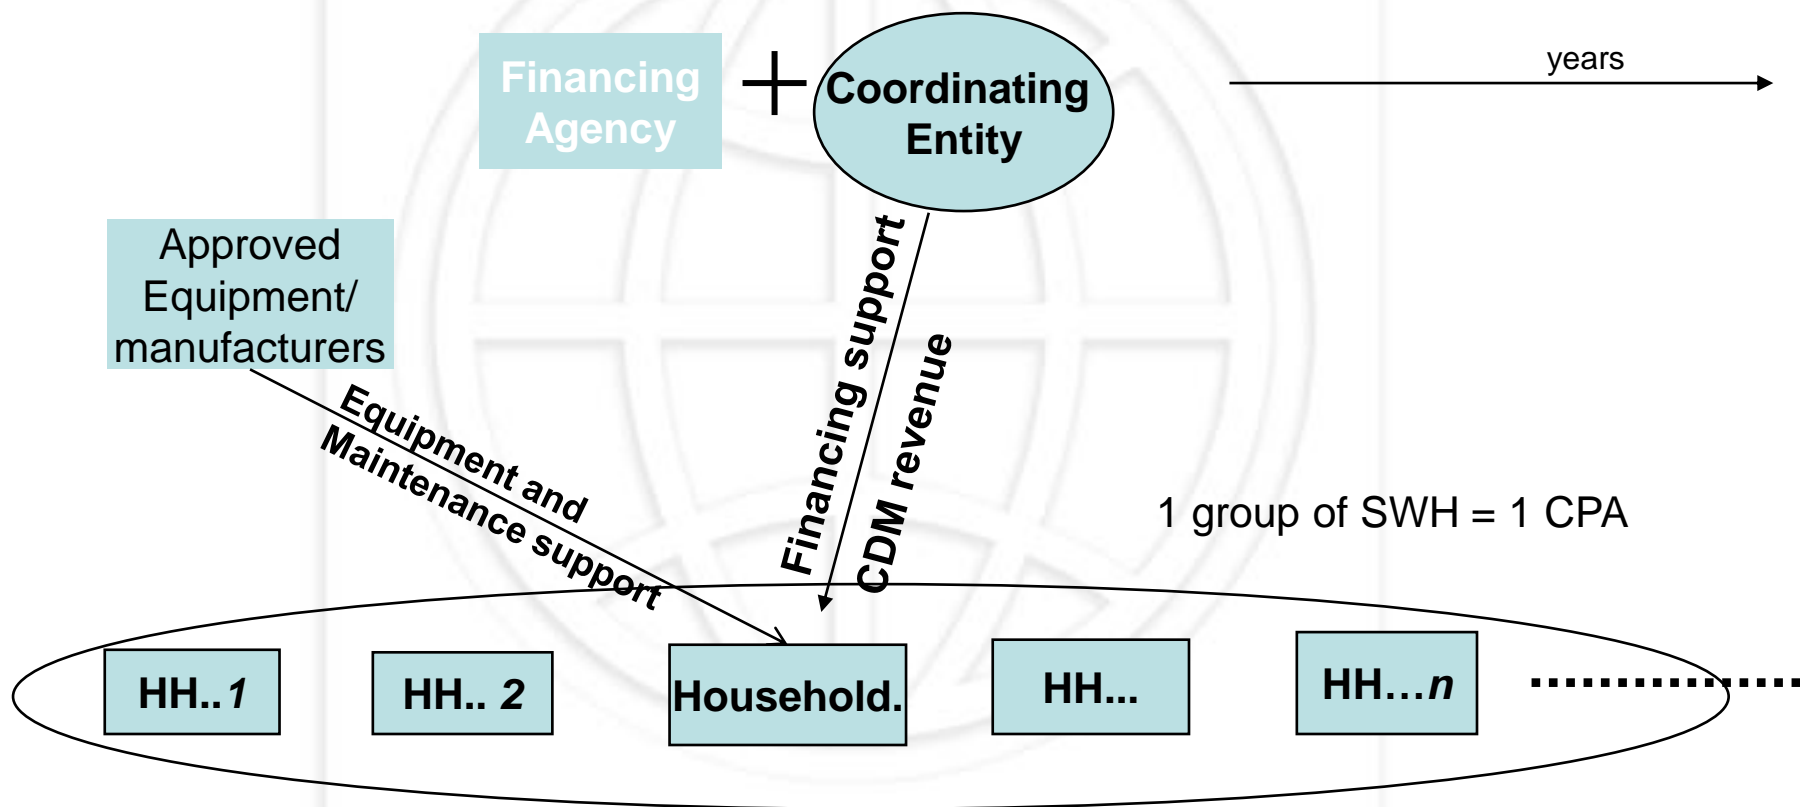 Financing
Agency
+
Coordinating
Entity
years
Approved
Equipment/
manufacturers
Equipment and
Maintenance support
Financing support
CDM revenue
1 group of SWH = 1 CPA
HH..1
HH.. 2
Household.
HH...
HH...n